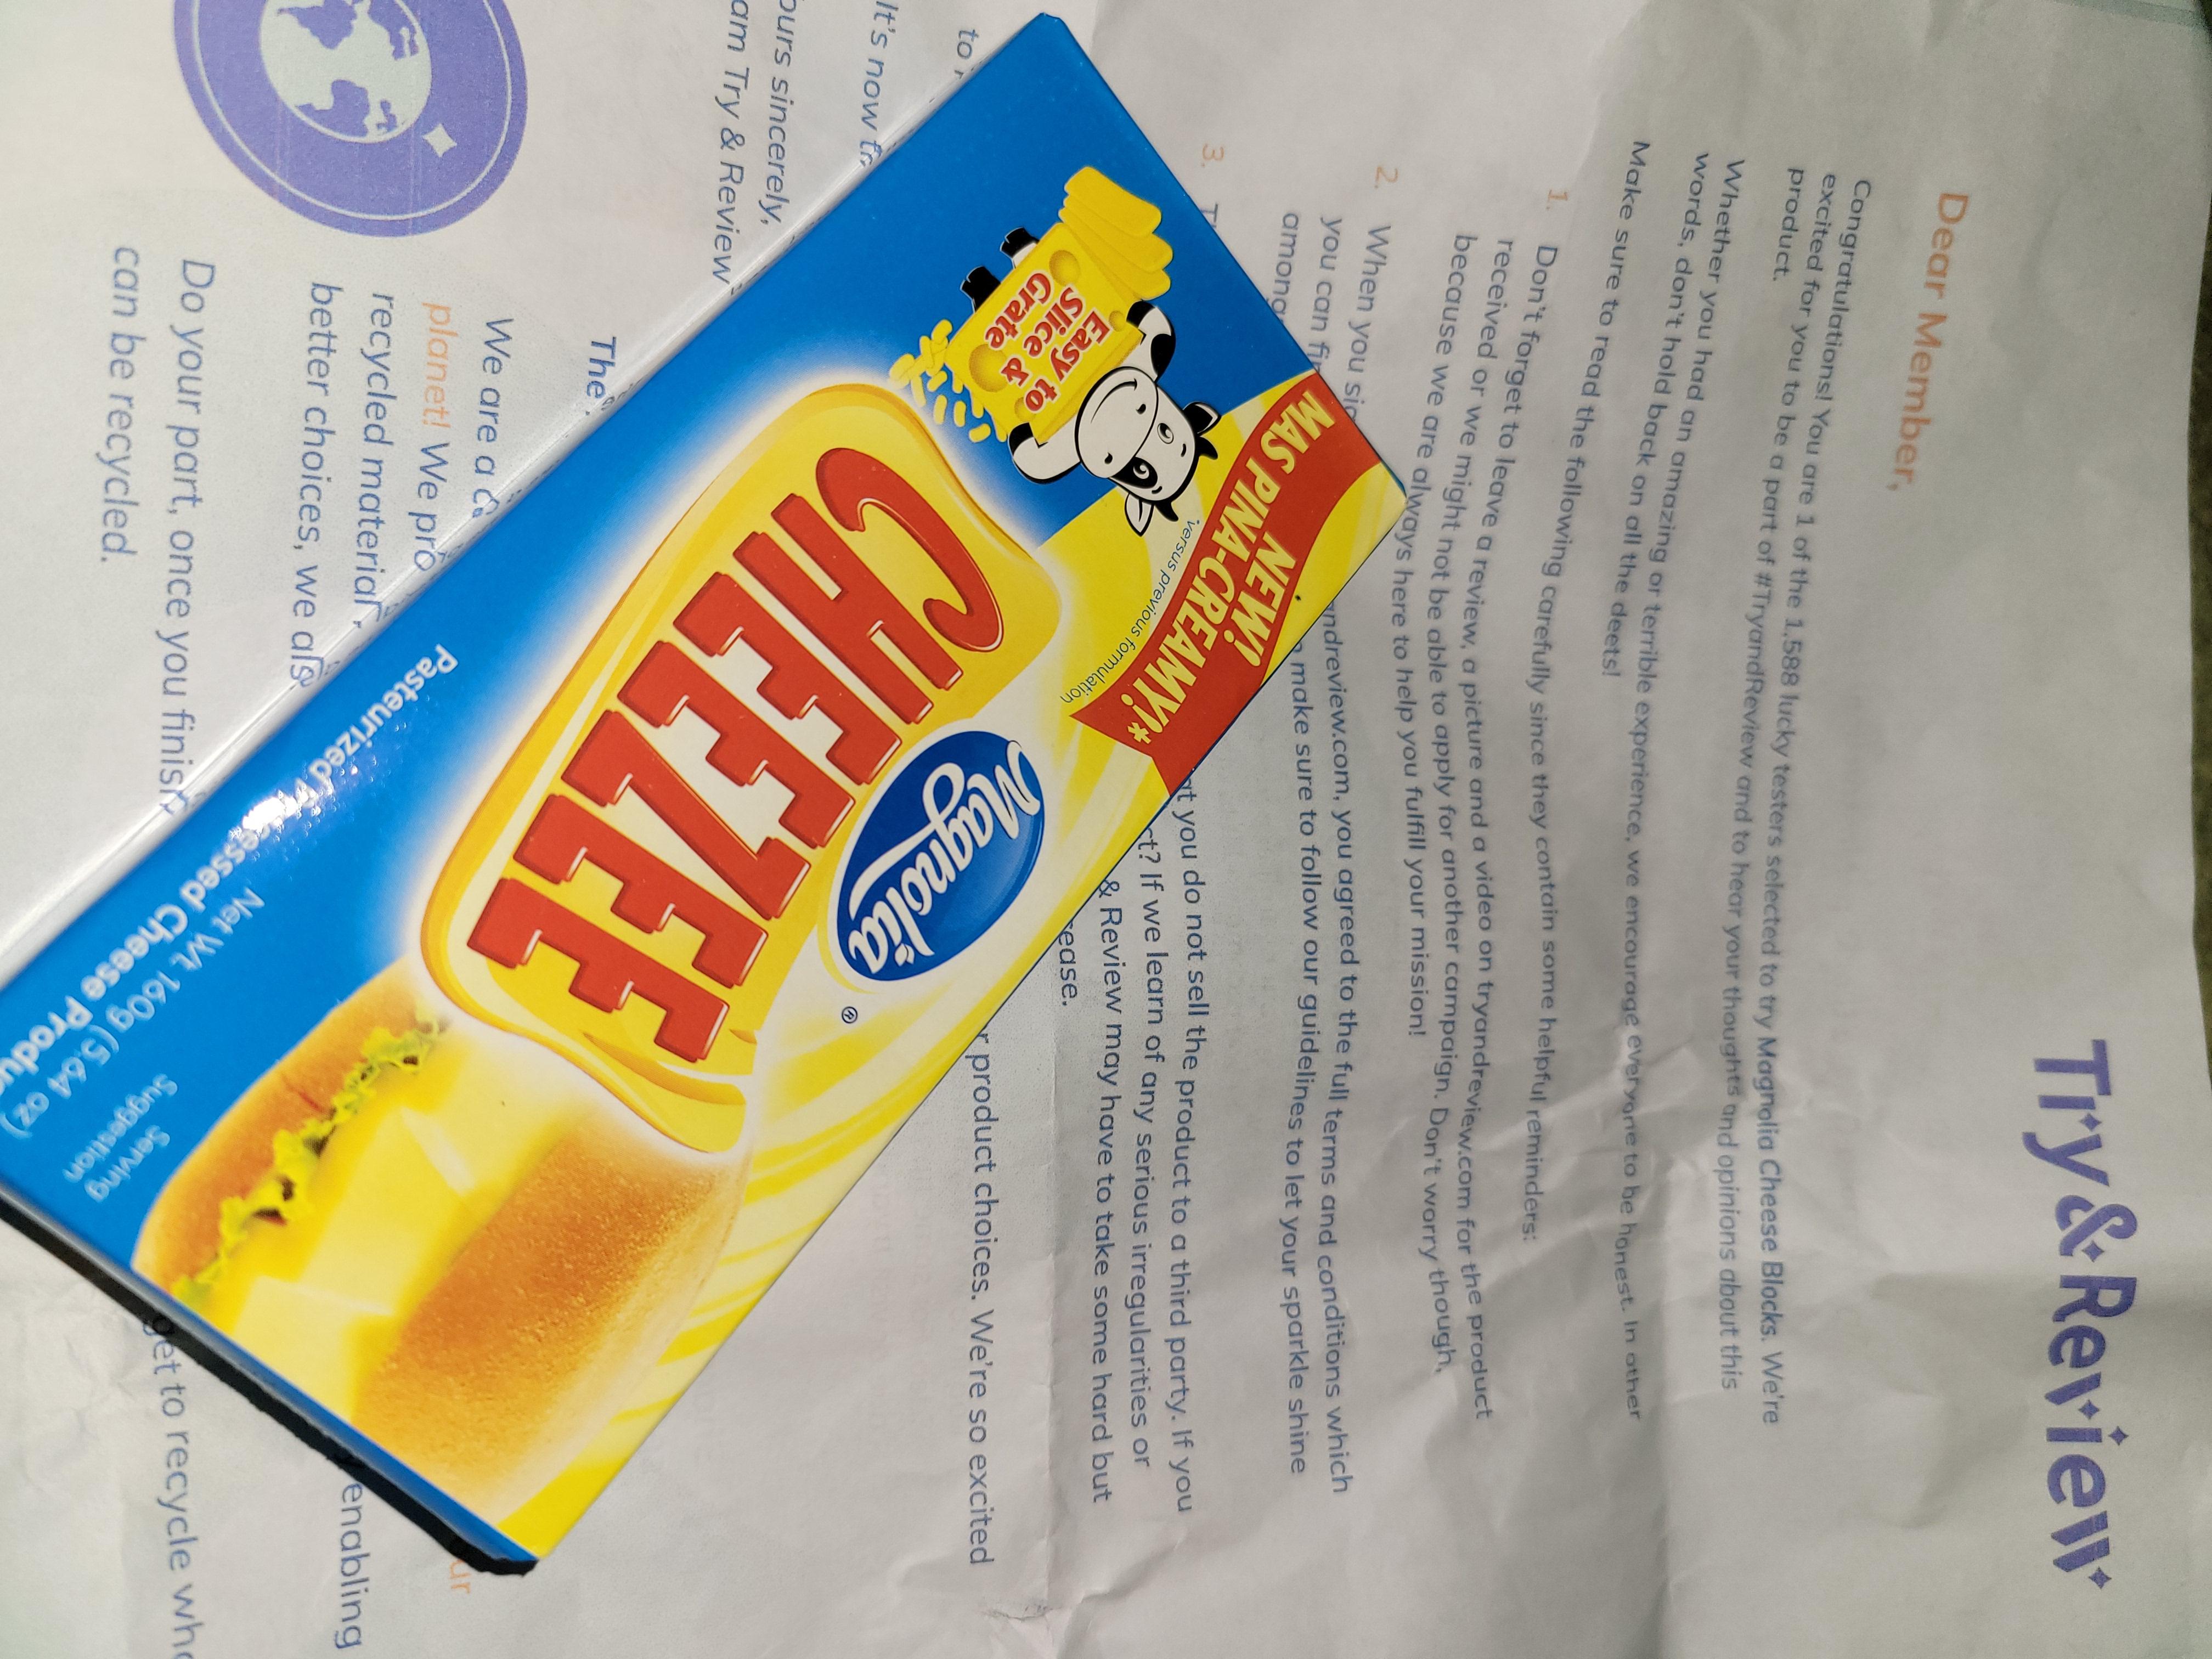 Try&Review
Dear Member,
Congratulations! You are 1 of the 1,588 lucky testers selected to try Magnolia Cheese Blocks. We're
excited for you to be a part of #TryandReview and to hear your thoughts and opinions about this
product.
Whether you had an amazing or terrible experience, we encourage everyone to be honest. In other
words, don't hold back on all the deets!
Make sure to read the following carefully since they contain some helpful reminders:
1. Don't forget to leave a review, a picture and a video on tryandreview.com for the product
received or we might not be able to apply for another campaign. Don't worry though,
because we are always here to help you fulfill your mission!
2. When you andreview.com, you agreed to the full terms and conditions which
you can make sure to follow our guidelines to let your sparkle shine
among
3. you do not sell the product to a third party. If you
If we learn of any serious irregularities or
& Review may have to take some hard but
product choices. We're so excited
to
It's now
ours sincerely,
am Try & Review
The
We are a
planet! We
recycled material, enabling
better choices, we
Do your part, once you finish, get to recycle
can be recycled.
NEW!
MAS PINA-CREAMY!*
*versus previous formulation
Easy to
Slice &
Grate
Magnolia
®
CHEEZEE
Pasteurized Processed Cheese
Net Wt. 160g (5.64 oz)
Serving
Suggestion